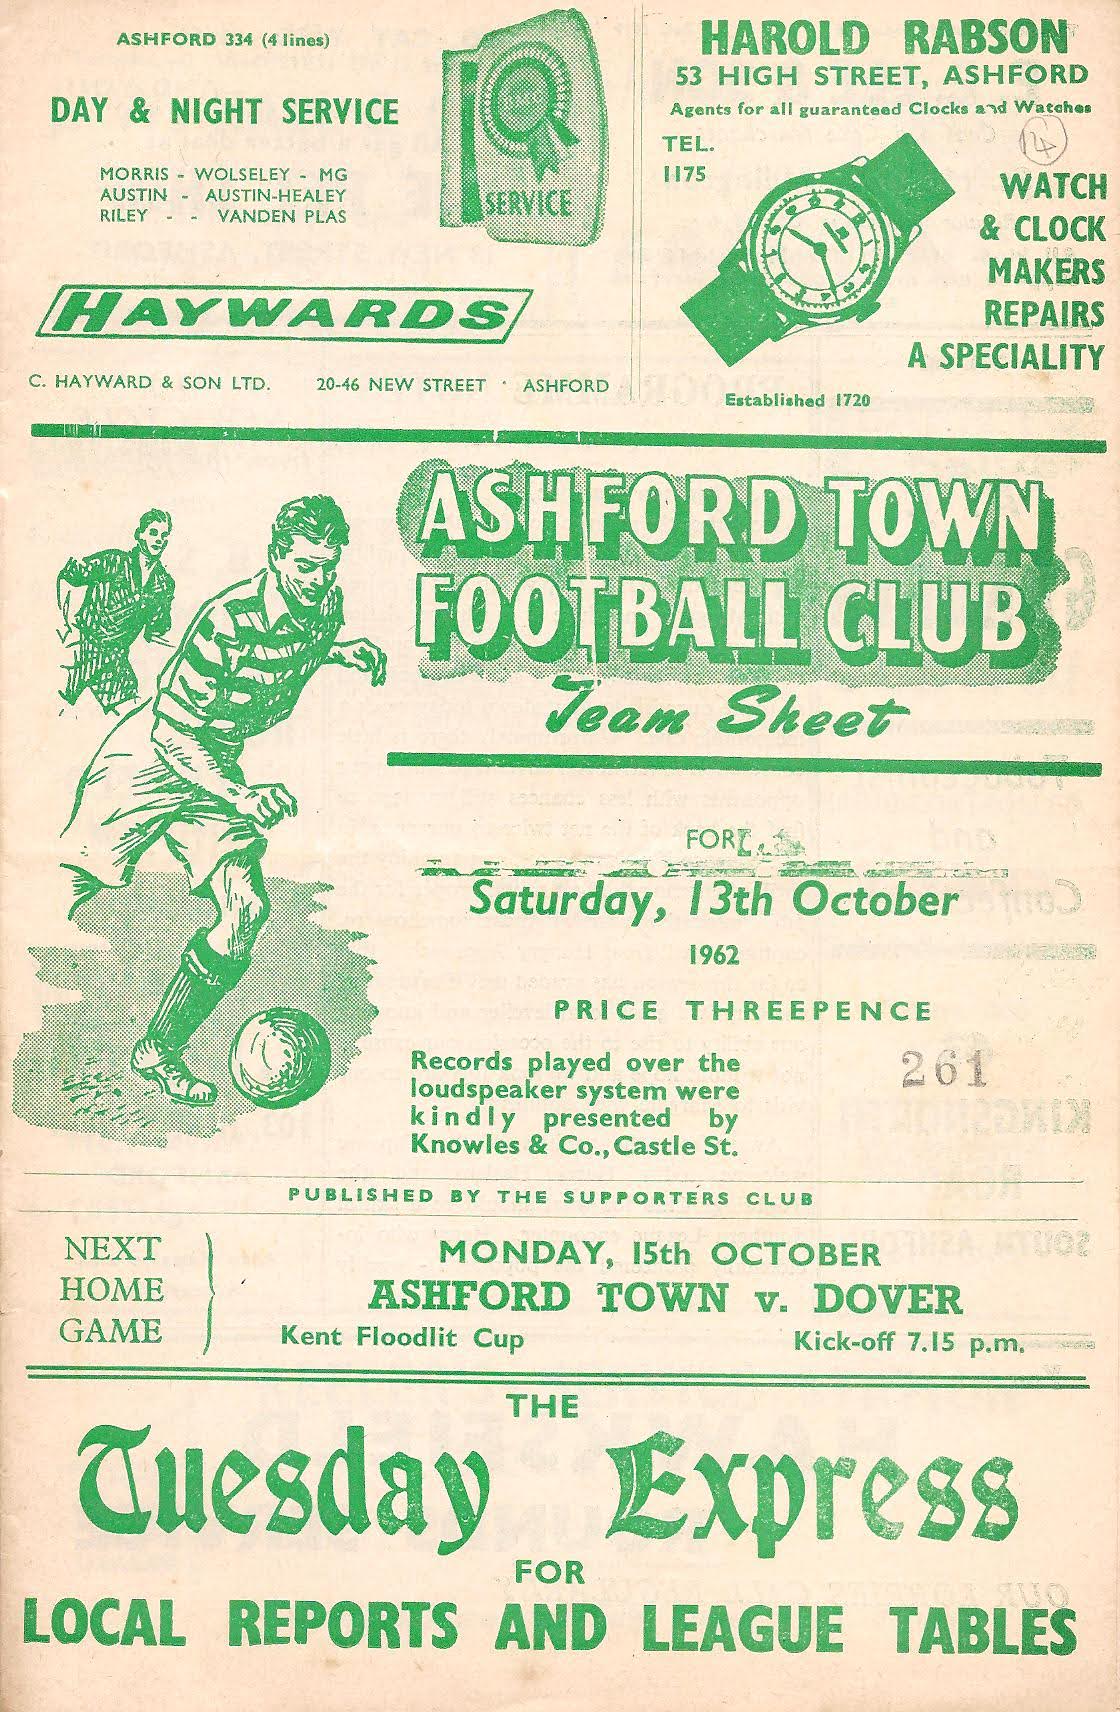 ASHFORD 334 (4 lines)
DAY & NIGHT SERVICE
MORRIS - WOLSELEY - MG
AUSTIN - AUSTIN-HEALEY
RILEY - - VANDEN PLAS
SERVICE
HAYWARDS
C. HAYWARD & SON LTD. 20-46 NEW STREET · ASHFORD
HAROLD RABSON
53 HIGH STREET, ASHFORD
Agents for all guaranteed Clocks and Watches
TEL.
1175
14
WATCH
& CLOCK
MAKERS
REPAIRS
A SPECIALITY
Established 1720
ASHFORD TOWN
FOOTBALL CLUB
Team Sheet
FOR
Saturday, 13th October
1962
PRICE THREEPENCE
261
Records played over the
loudspeaker system were
kindly presented by
Knowles & Co., Castle St.
PUBLISHED BY THE SUPPORTERS CLUB
NEXT
HOME
GAME
MONDAY, 15th OCTOBER
ASHFORD TOWN v. DOVER
Kent Floodlit Cup Kick-off 7.15 p.m.
THE
Tuesday Express
FOR
LOCAL REPORTS AND LEAGUE TABLES